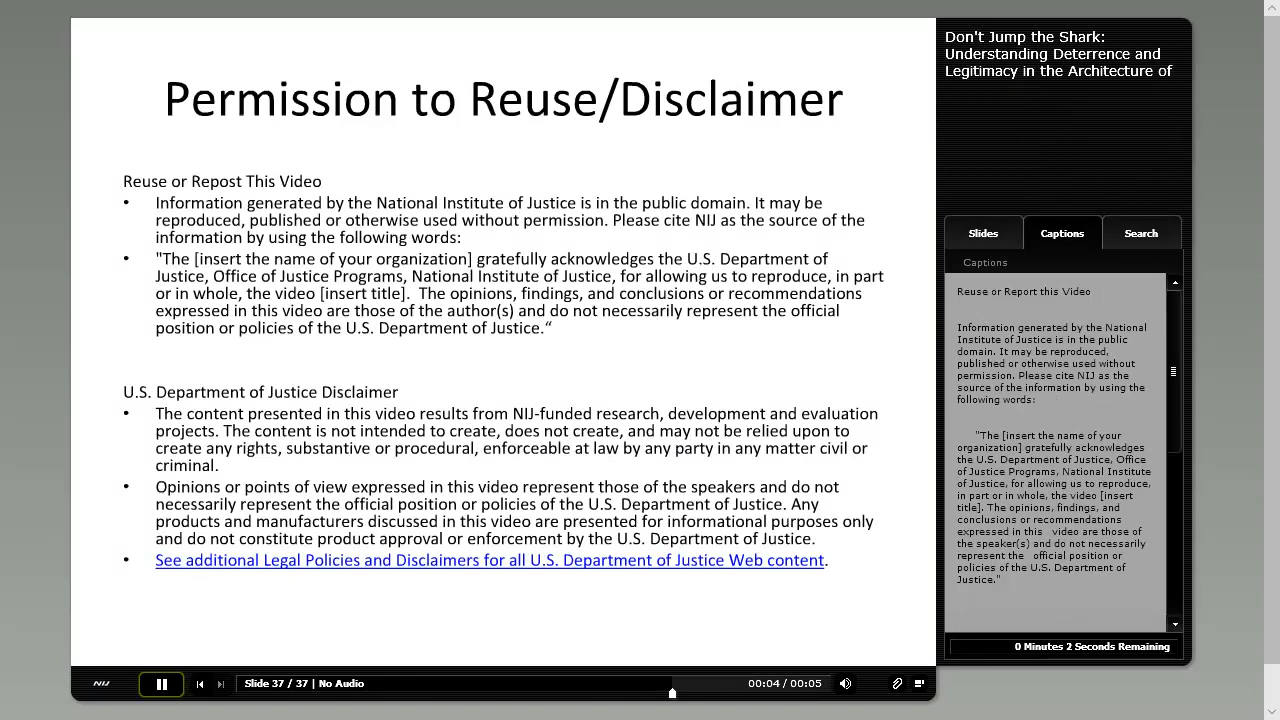 Permission to Reuse/Disclaimer
Reuse or Repost This Video
• Information generated by the National Institute of Justice is in the public domain. It may be
reproduced, published or otherwise used without permission. Please cite NIJ as the source of the
information by using the following words:
• "The [insert the name of your organization] gratefully acknowledges the U.S. Department of
Justice, Office of Justice Programs, National Institute of Justice, for allowing us to reproduce, in part
or in whole, the video [insert title].  The opinions, findings, and conclusions or recommendations
expressed in this video are those of the author(s) and do not necessarily represent the official
position or policies of the U.S. Department of Justice.“
U.S. Department of Justice Disclaimer
• The content presented in this video results from NIJ-funded research, development and evaluation
projects. The content is not intended to create, does not create, and may not be relied upon to
create any rights, substantive or procedural, enforceable at law by any party in any matter civil or
criminal.
• Opinions or points of view expressed in this video represent those of the speakers and do not
necessarily represent the official position or policies of the U.S. Department of Justice. Any
products and manufacturers discussed in this video are presented for informational purposes only
and do not constitute product approval or enforcement by the U.S. Department of Justice.
• See additional Legal Policies and Disclaimers for all U.S. Department of Justice Web content.
NIJ
Slide 37 / 37 | No Audio
00:04 / 00:05
Don't Jump the Shark:
Understanding Deterrence and
Legitimacy in the Architecture of
Slides
Captions
Search
Captions
Reuse or Report this Video
Information generated by the National
Institute of Justice is in the public
domain. It may be reproduced,
published or otherwise used without
permission. Please cite NIJ as the
source of the information by using the
following words:
"The [insert the name of your
organization] gratefully acknowledges
the U.S. Department of Justice, Office
of Justice Programs, National Institute
of Justice, for allowing us to reproduce,
in part or in whole, the video [insert
title]. The opinions, findings, and
conclusions or recommendations
expressed in this  video are those of
the speaker(s) and do not necessarily
represent the  official position or
policies of the U.S. Department of
Justice."
0 Minutes 2 Seconds Remaining